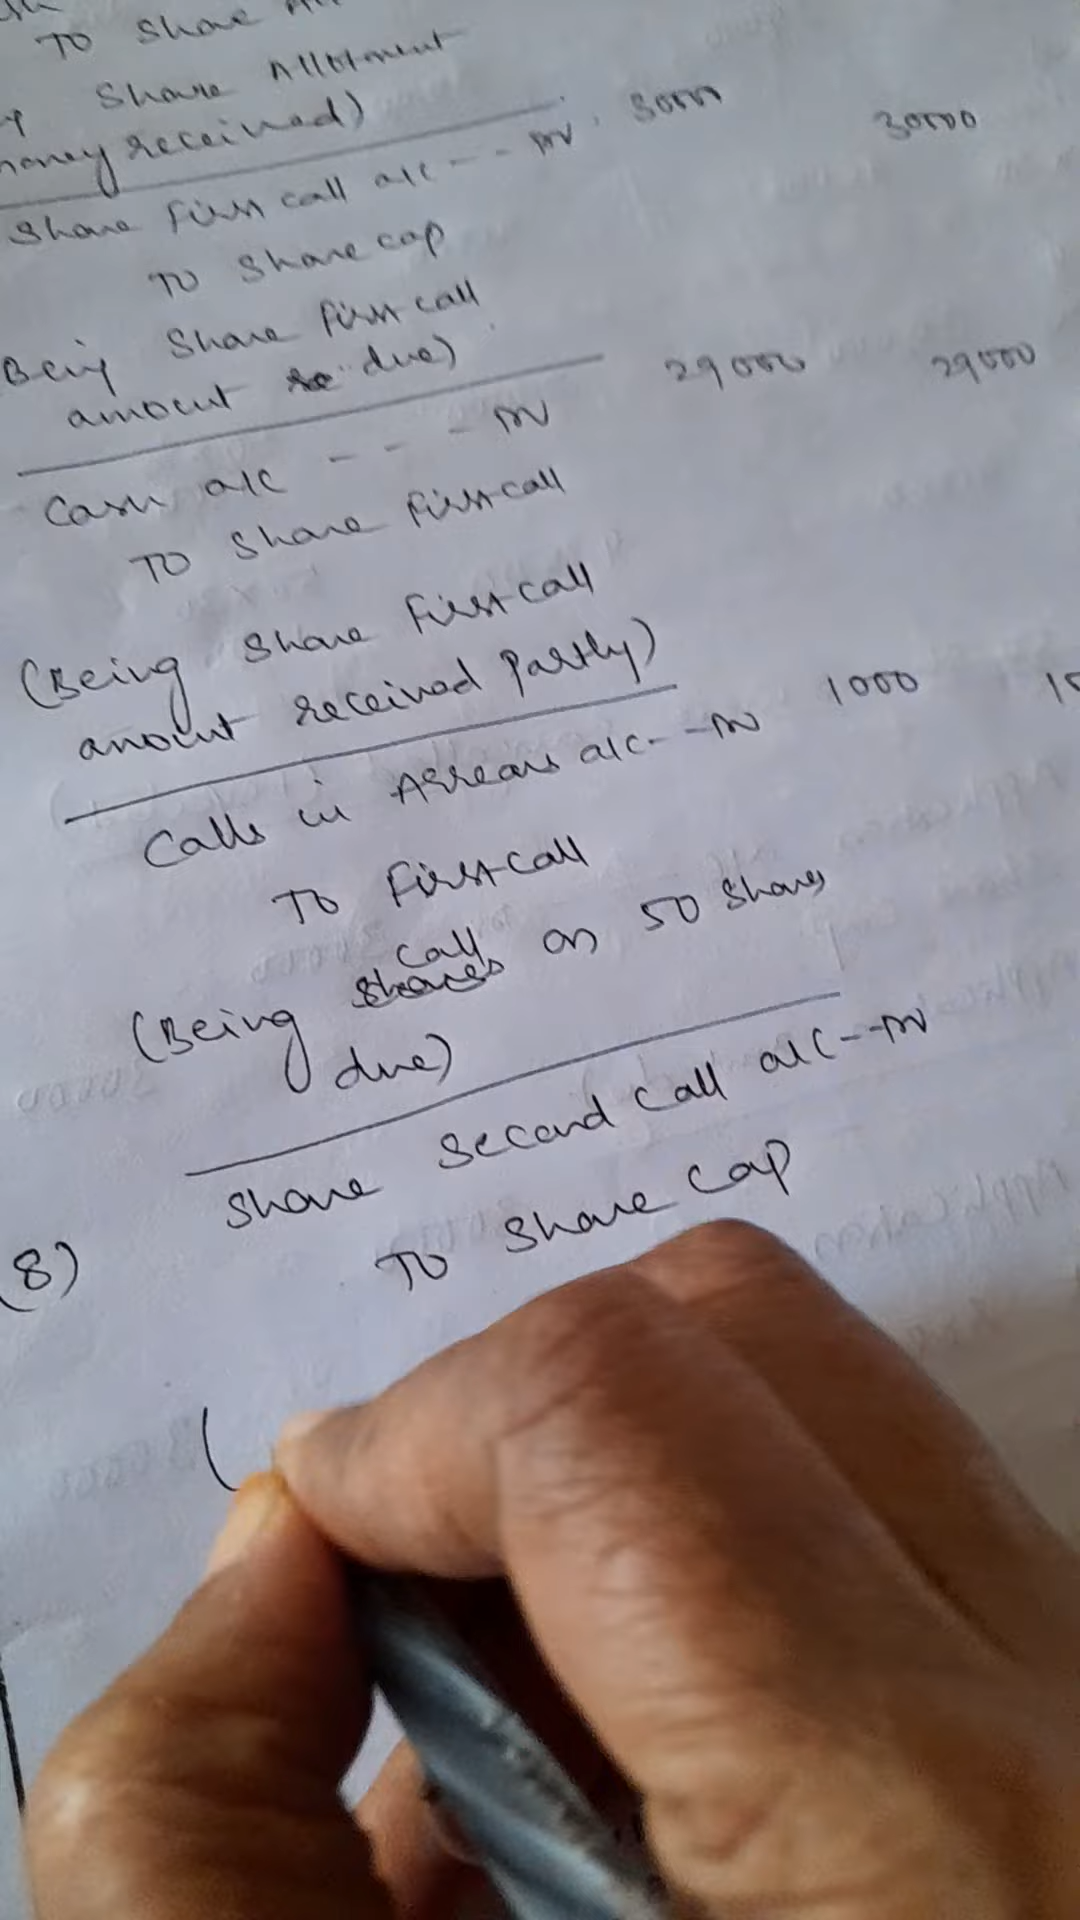 To Share
Share Allotment
money received)
Share First call a/c - - - Dr 30000 30000
To Share cap
Being Share First call
amount due)
Cash a/c - - - Dr 29000 29000
To Share First call
(Being Share First call
amount received partly)
Calls in Arrears a/c - - Dr 1000
To First call
call
(Being on 50 Shares
due)
Share Second Call a/c - - Dr
(8) To Share Cap
(